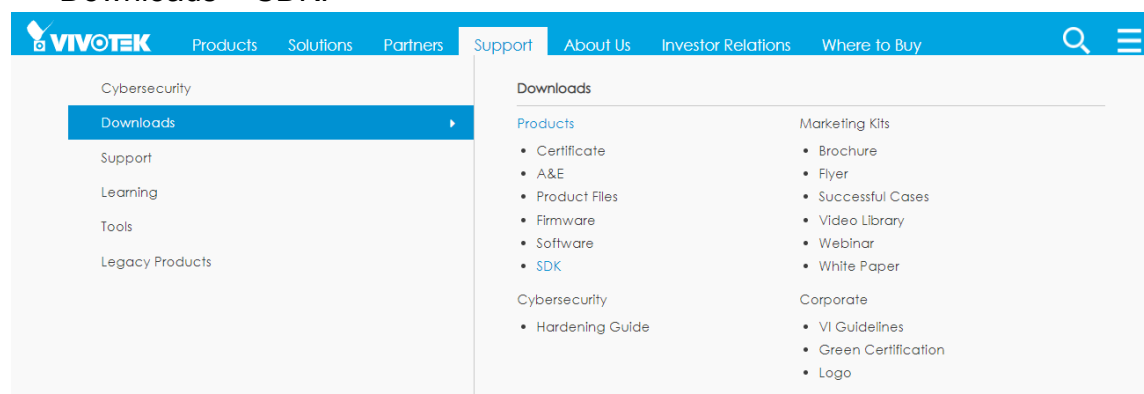 Downloads SDK.
VIVOTEK Products Solutions Partners Support About Us Investor Relations Where to Buy
Cybersecurity
Downloads
Support
Learning
Tools
Legacy Products
Downloads
Products
• Certificate
• A&E
• Product Files
• Firmware
• Software
• SDK
Cybersecurity
• Hardening Guide
Marketing Kits
• Brochure
• Flyer
• Successful Cases
• Video Library
• Webinar
• White Paper
Corporate
• VI Guidelines
• Green Certification
• Logo